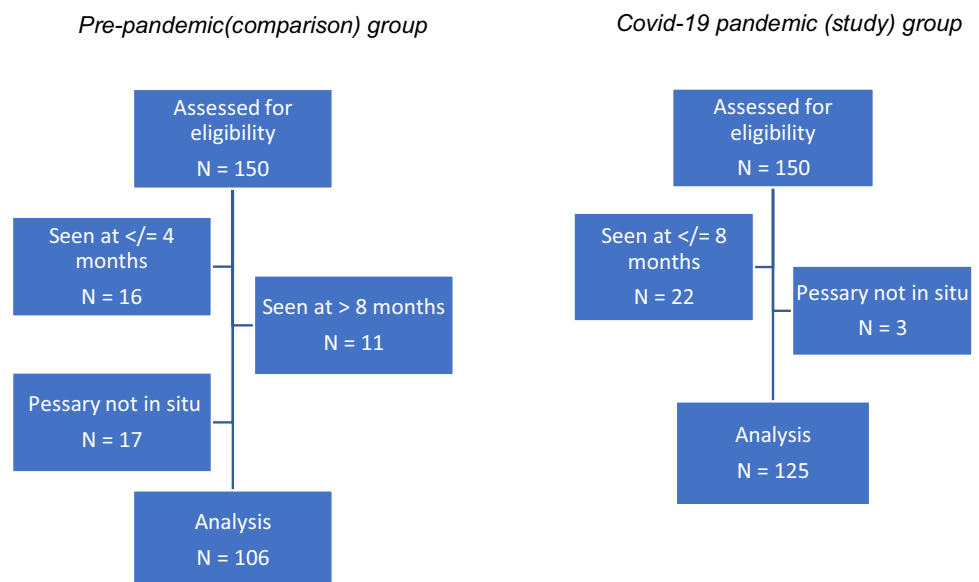 Pre-pandemic(comparison) group
Assessed for
eligibility
N = 150
Seen at </= 4
months
N = 16
Seen at > 8 months
N = 11
Pessary not in situ
N = 17
Analysis
N = 106
Covid-19 pandemic (study) group
Assessed for
eligibility
N = 150
Seen at </= 8
months
N = 22
Pessary not in situ
N = 3
Analysis
N = 125